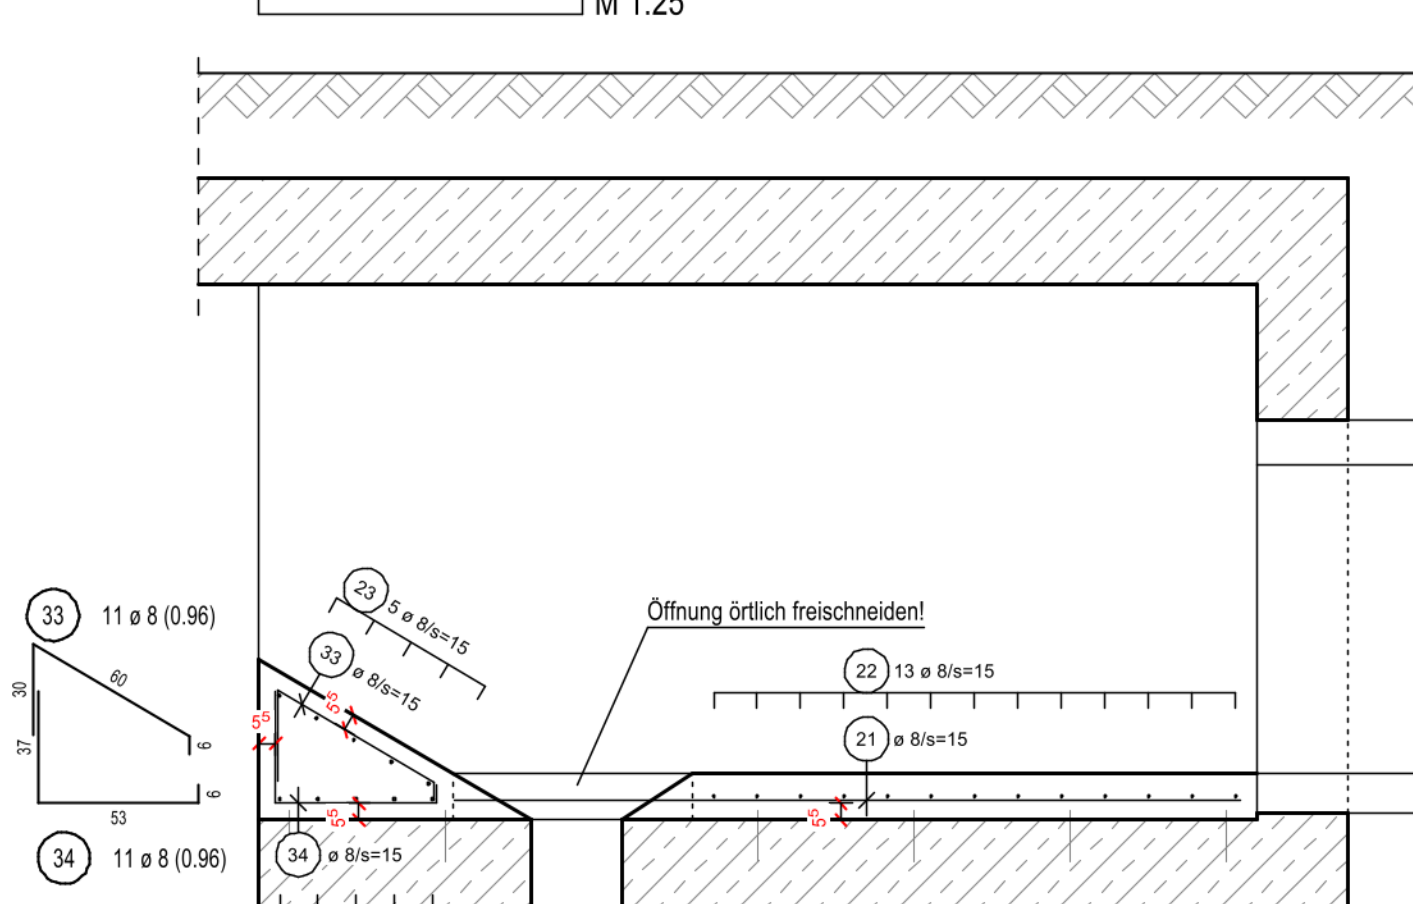 M 1:25
23 5 ø 8/s=15
33 ø 8/s=15
5⁵
5⁵
5⁵
Öffnung örtlich freischneiden!
22 13 ø 8/s=15
21 ø 8/s=15
5⁵
33 11 ø 8 (0.96)
60
30
37
6
6
53
34 11 ø 8 (0.96)
34 ø 8/s=15